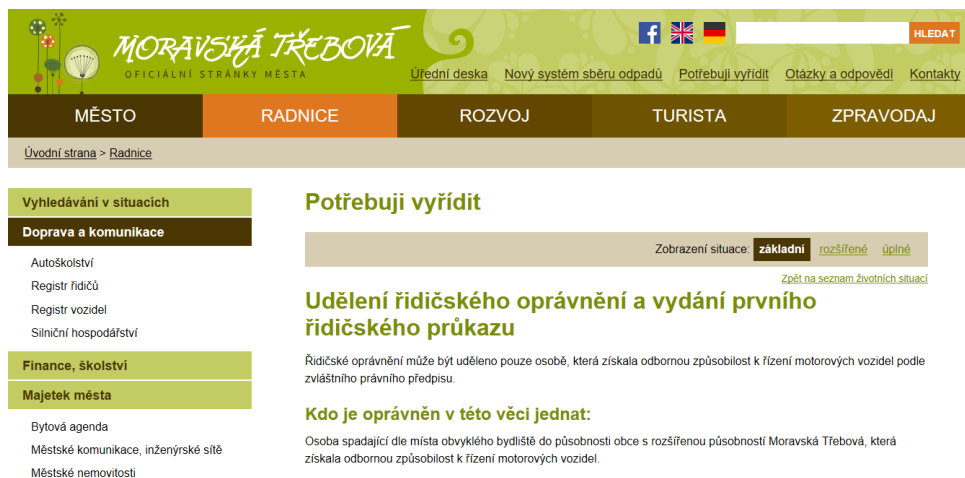 MORAVSKÁ TŘEBOVÁ
OFICIÁLNÍ STRÁNKY MĚSTA
HLEDAT
Úřední deska Nový systém sběru odpadů Potřebuji vyřídit Otázky a odpovědi Kontakty
MĚSTO RADNICE ROZVOJ TURISTA ZPRAVODAJ
Úvodní strana > Radnice
Vyhledávání v situacích
Doprava a komunikace
Autoškolství
Registr řidičů
Registr vozidel
Silniční hospodářství
Finance, školství
Majetek města
Bytová agenda
Městské komunikace, inženýrské sítě
Městské nemovitosti
Potřebuji vyřídit
Zobrazení situace: základní rozšířené úplné
Zpět na seznam životních situací
Udělení řidičského oprávnění a vydání prvního
řidičského průkazu
Řidičské oprávnění může být uděleno pouze osobě, která získala odbornou způsobilost k řízení motorových vozidel podle
zvláštního právního předpisu.
Kdo je oprávněn v této věci jednat:
Osoba spadající dle místa obvyklého bydliště do působnosti obce s rozšířenou působností Moravská Třebová, která
získala odbornou způsobilost k řízení motorových vozidel.